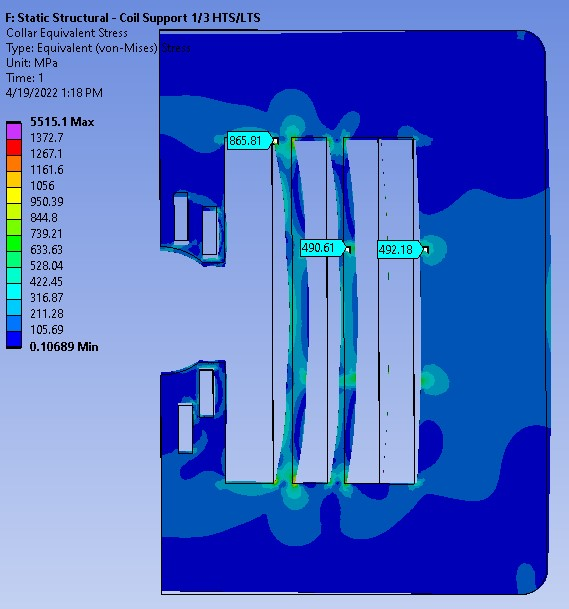 F: Static Structural - Coil Support 1/3 HTS/LTS
Collar Equivalent Stress
Type: Equivalent (von-Mises) Stress
Unit: MPa
Time: 1
4/19/2022 1:18 PM
5515.1 Max
1372.7
1267.1
1161.6
1056
950.39
844.8
739.21
633.63
528.04
422.45
316.87
211.28
105.69
0.10689 Min
865.81
490.61
492.18